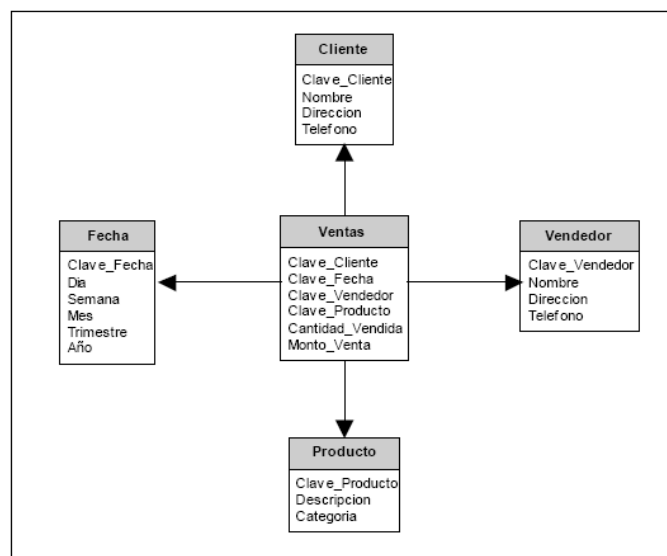 Cliente
Clave_Cliente
Nombre
Direccion
Telefono
Fecha
Clave_Fecha
Dia
Semana
Mes
Trimestre
Año
Ventas
Clave_Cliente
Clave_Fecha
Clave_Vendedor
Clave_Producto
Cantidad_Vendida
Monto_Venta
Vendedor
Clave_Vendedor
Nombre
Direccion
Telefono
Producto
Clave_Producto
Descripcion
Categoria